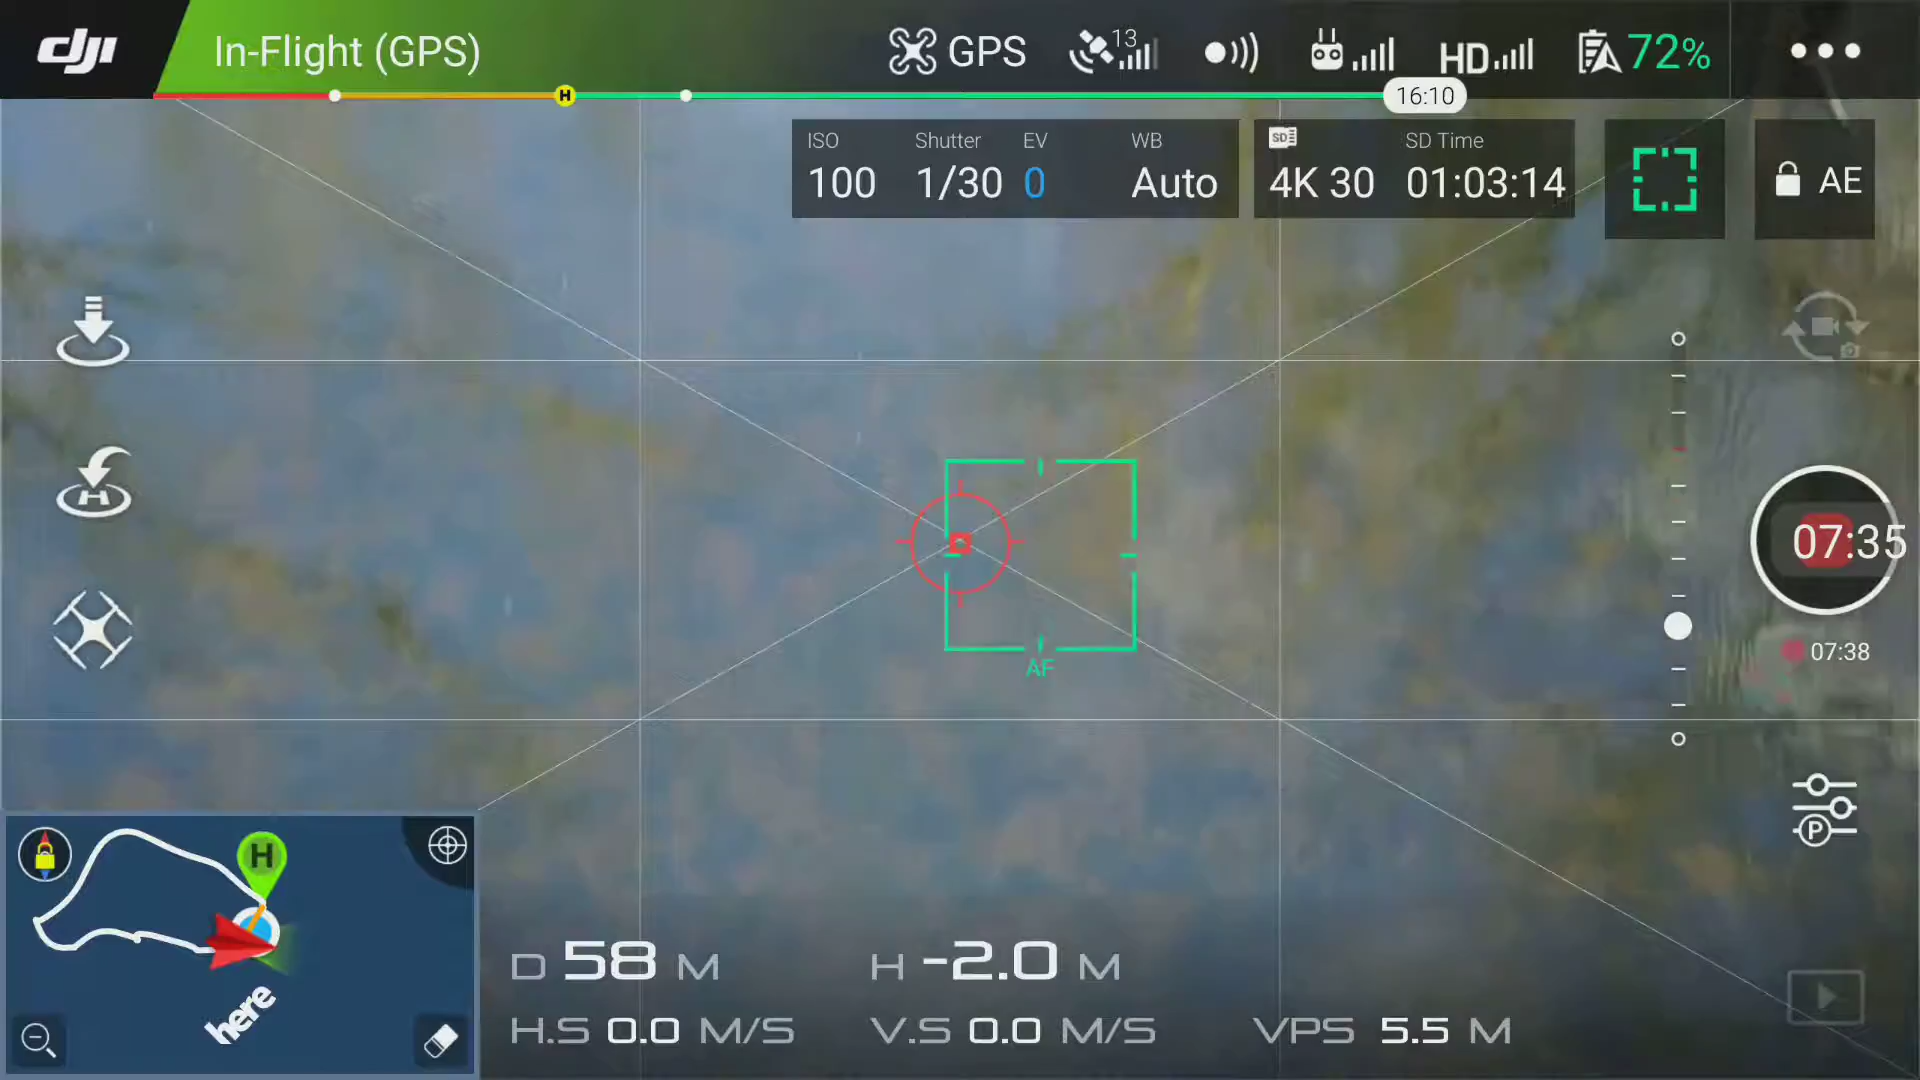 dji In-Flight (GPS) GPS 13 HD 72%
H 16:10
ISO Shutter EV WB SD SD Time
100 1/30 0 Auto 4K 30 01:03:14 AE
H
07:35
AF
07:38
P
H
here
D 58 M H -2.0 M
H.S 0.0 M/S V.S 0.0 M/S VPS 5.5 M